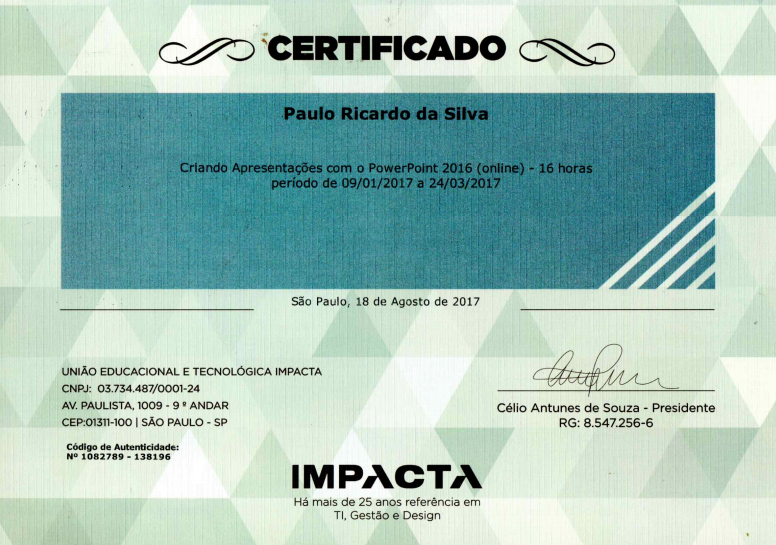 CERTIFICADO
Paulo Ricardo da Silva
Criando Apresentações com o PowerPoint 2016 (online) - 16 horas
período de 09/01/2017 a 24/03/2017
São Paulo, 18 de Agosto de 2017
UNIÃO EDUCACIONAL E TECNOLÓGICA IMPACTA
CNPJ: 03.734.487/0001-24
AV. PAULISTA, 1009 - 9 º ANDAR
CEP:01311-100 | SÃO PAULO - SP
Código de Autenticidade:
Nº 1082789 - 138196
Célio Antunes de Souza - Presidente
RG: 8.547.256-6
IMPACTA
Há mais de 25 anos referência em
TI, Gestão e Design